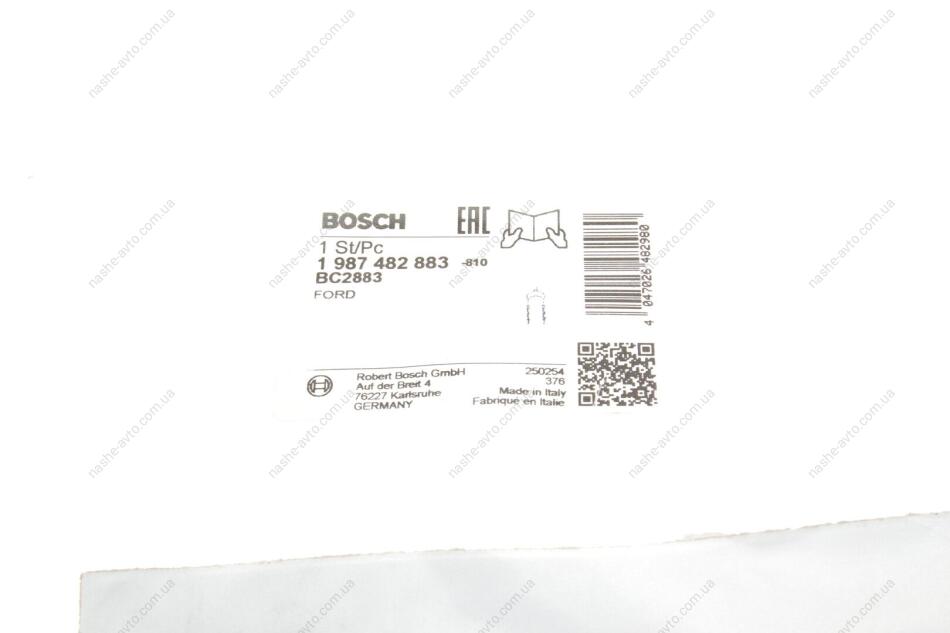 BOSCH
EAC
1 St/Pc
1 987 482 883 -810
BC2883
FORD
4 047026 482980
Robert Bosch GmbH
Auf der Breit 4
76227 Karlsruhe
GERMANY
250254
376
Made in Italy
Fabriqué en Italie
nashe-avto.com.ua